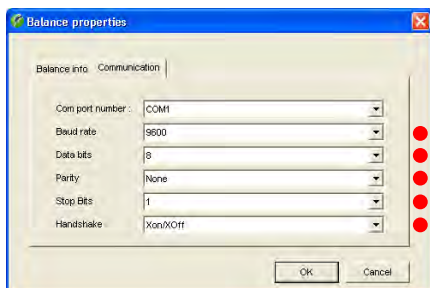 Balance properties
Balance info Communication
Com port number : COM1
Baud rate 9600
Data bits 8
Parity None
Stop Bits 1
Handshake Xon/XOff
OK Cancel